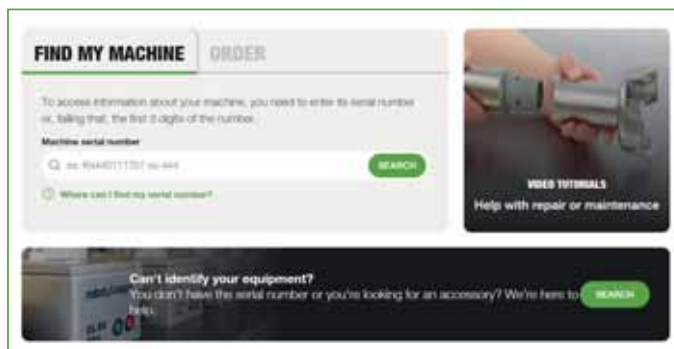 FIND MY MACHINE
ORDER
To access information about your machine, you need to enter its serial number
or, failing that, the first 3 digits of the number.
Machine serial number
SEARCH
Where can I find my serial number?
VIDEO TUTORIALS
Help with repair or maintenance
Can't identify your equipment?
You don't have the serial number or you're looking for an accessory? We're here to
help.
SEARCH